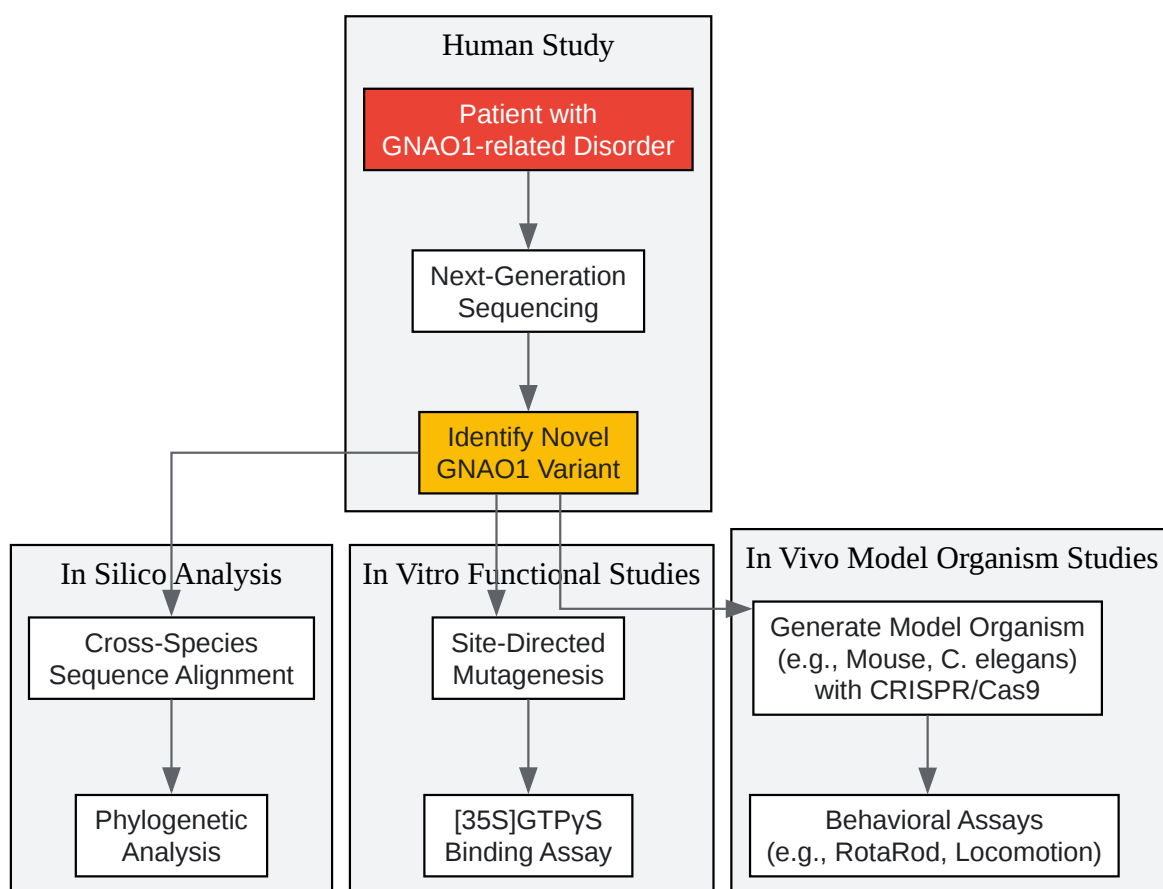 Human Study
Patient with
GNAO1-related Disorder
Next-Generation
Sequencing
Identify Novel
GNAO1 Variant
In Silico Analysis
Cross-Species
Sequence Alignment
Phylogenetic
Analysis
In Vitro Functional Studies
Site-Directed
Mutagenesis
[35S]GTPγS
Binding Assay
In Vivo Model Organism Studies
Generate Model Organism
(e.g., Mouse, C. elegans)
with CRISPR/Cas9
Behavioral Assays
(e.g., RotaRod, Locomotion)